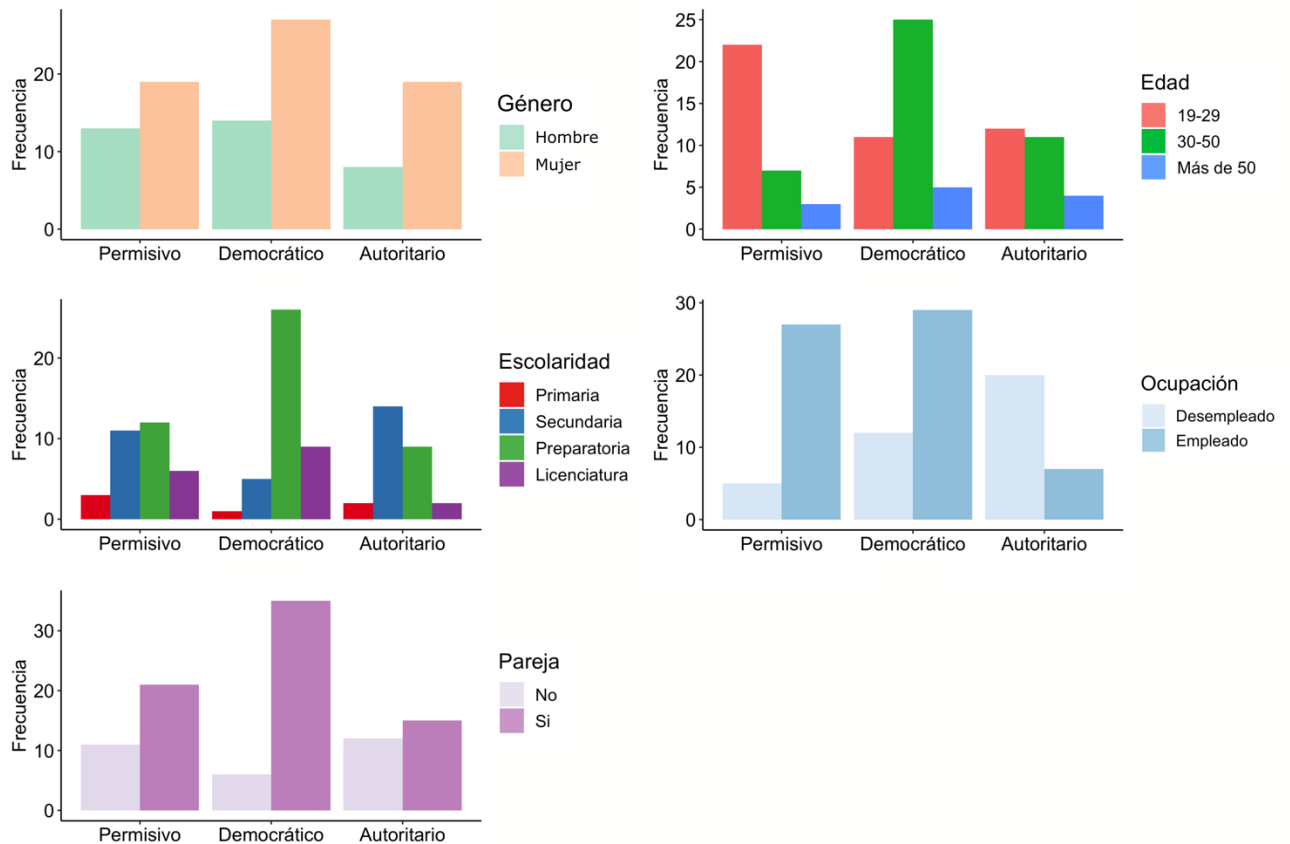 Frecuencia
20
10
0
Permisivo Democrático Autoritario
Género
Hombre
Mujer
Frecuencia
25
20
15
10
5
0
Permisivo Democrático Autoritario
Edad
19-29
30-50
Más de 50
Frecuencia
20
10
0
Permisivo Democrático Autoritario
Escolaridad
Primaria
Secundaria
Preparatoria
Licenciatura
Frecuencia
30
20
10
0
Permisivo Democrático Autoritario
Ocupación
Desempleado
Empleado
Frecuencia
30
20
10
0
Permisivo Democrático Autoritario
Pareja
No
Si